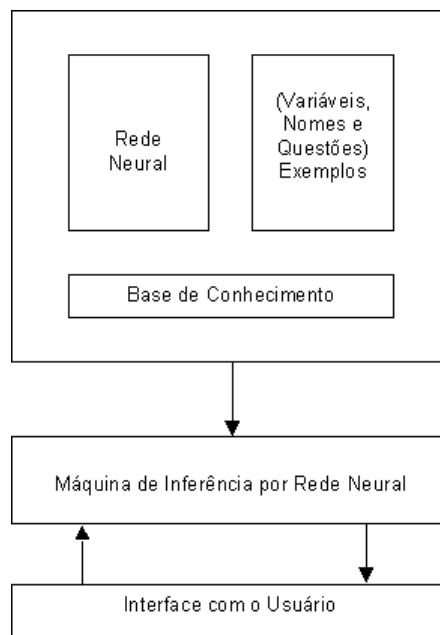 Rede
Neural
(Variáveis,
Nomes e
Questões)
Exemplos
Base de Conhecimento
Máquina de Inferência por Rede Neural
Interface com o Usuário